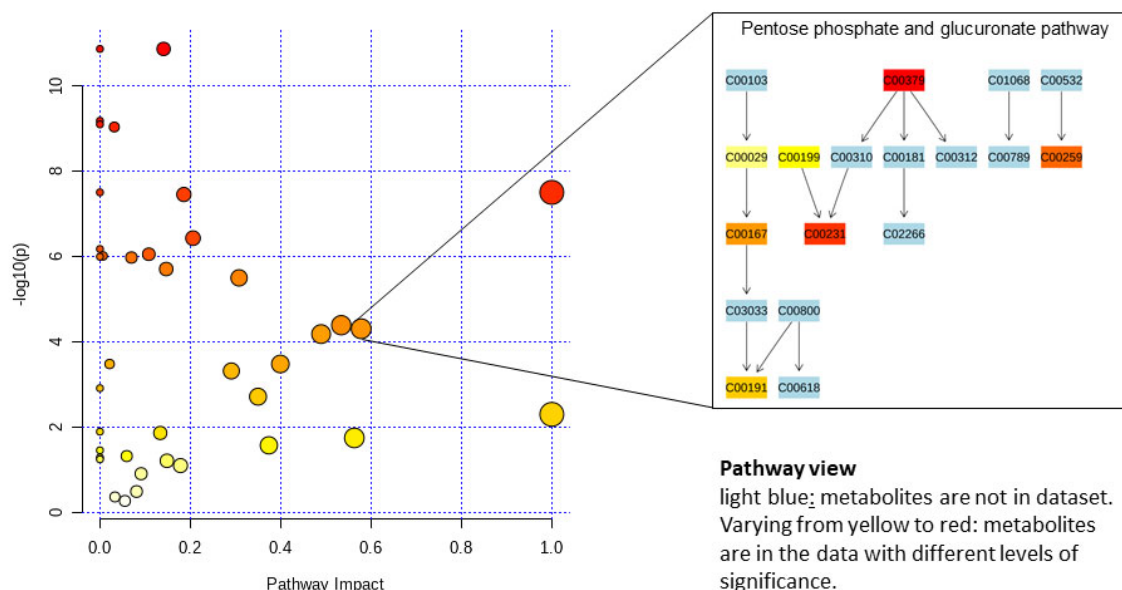 10
8
6
4
2
0
-log10(p)
0.0 0.2 0.4 0.6 0.8 1.0
Pathway Impact
Pentose phosphate and glucuronate pathway
C00103 C00379 C01068 C00532
C00029 C00199 C00310 C00181 C00312 C00789 C00259
C00167 C00231 C02266
C03033 C00800
C00191 C00618
Pathway view
light blue: metabolites are not in dataset.
Varying from yellow to red: metabolites
are in the data with different levels of
significance.